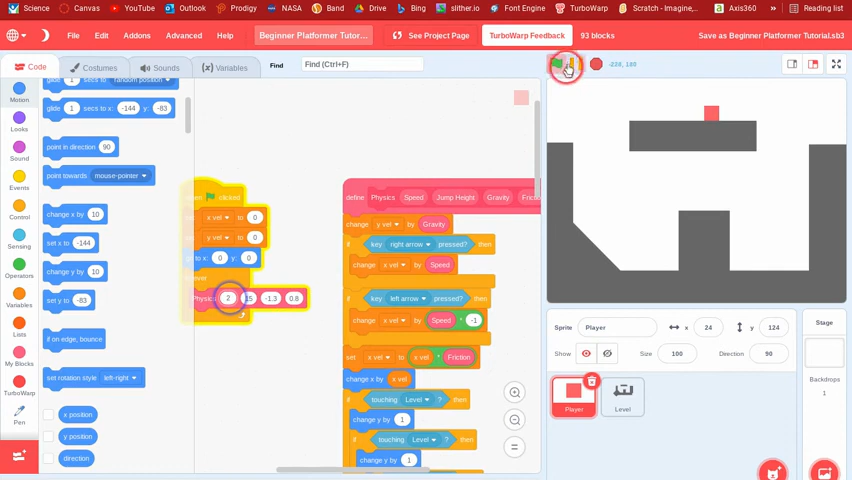 Science YouTube Outlook Prodigy NASA Band Drive Bing slither.io Font Engine TurboWarp Scratch - Imagine,... Axis360 Reading list
File Edit Addons Advanced Beginner Platformer Tutor... See Project Page TurboWarp Feedback 93 blocks Save as Beginner Platformer Tutorial.sb3
Code Costumes Sounds Variables Find Find (Ctrl+F) -238, 180
Motion
Looks
Sound
Events
Control
Sensing
Operators
Variables
Lists
My Blocks
TurboWarp
Pen
glide 1 secs to random position
glide 1 secs to x: -144 y: -83
point in direction 90
point towards mouse-pointer
change x by 10
set x to -144
change y by 10
set y to -83
if on edge, bounce
set rotation style left-right
x position
y position
direction
clicked
x vel to 0
y vel to 0
x: 0 y: 0
Physics 2 15 -1.3 0.8
define Physics Speed Jump Height Gravity
change y vel by Gravity
if key right arrow pressed? then
change x vel by Speed
if key left arrow pressed? then
change x vel by Speed * -1
set x vel to x vel * Friction
change x by x vel
if touching Level ? then
change y by 1
if touching Level ? then
change y by 1
Sprite Player x 24 y 124
Show Size 100 Direction 90
Player
Level
Stage
Backdrops
1